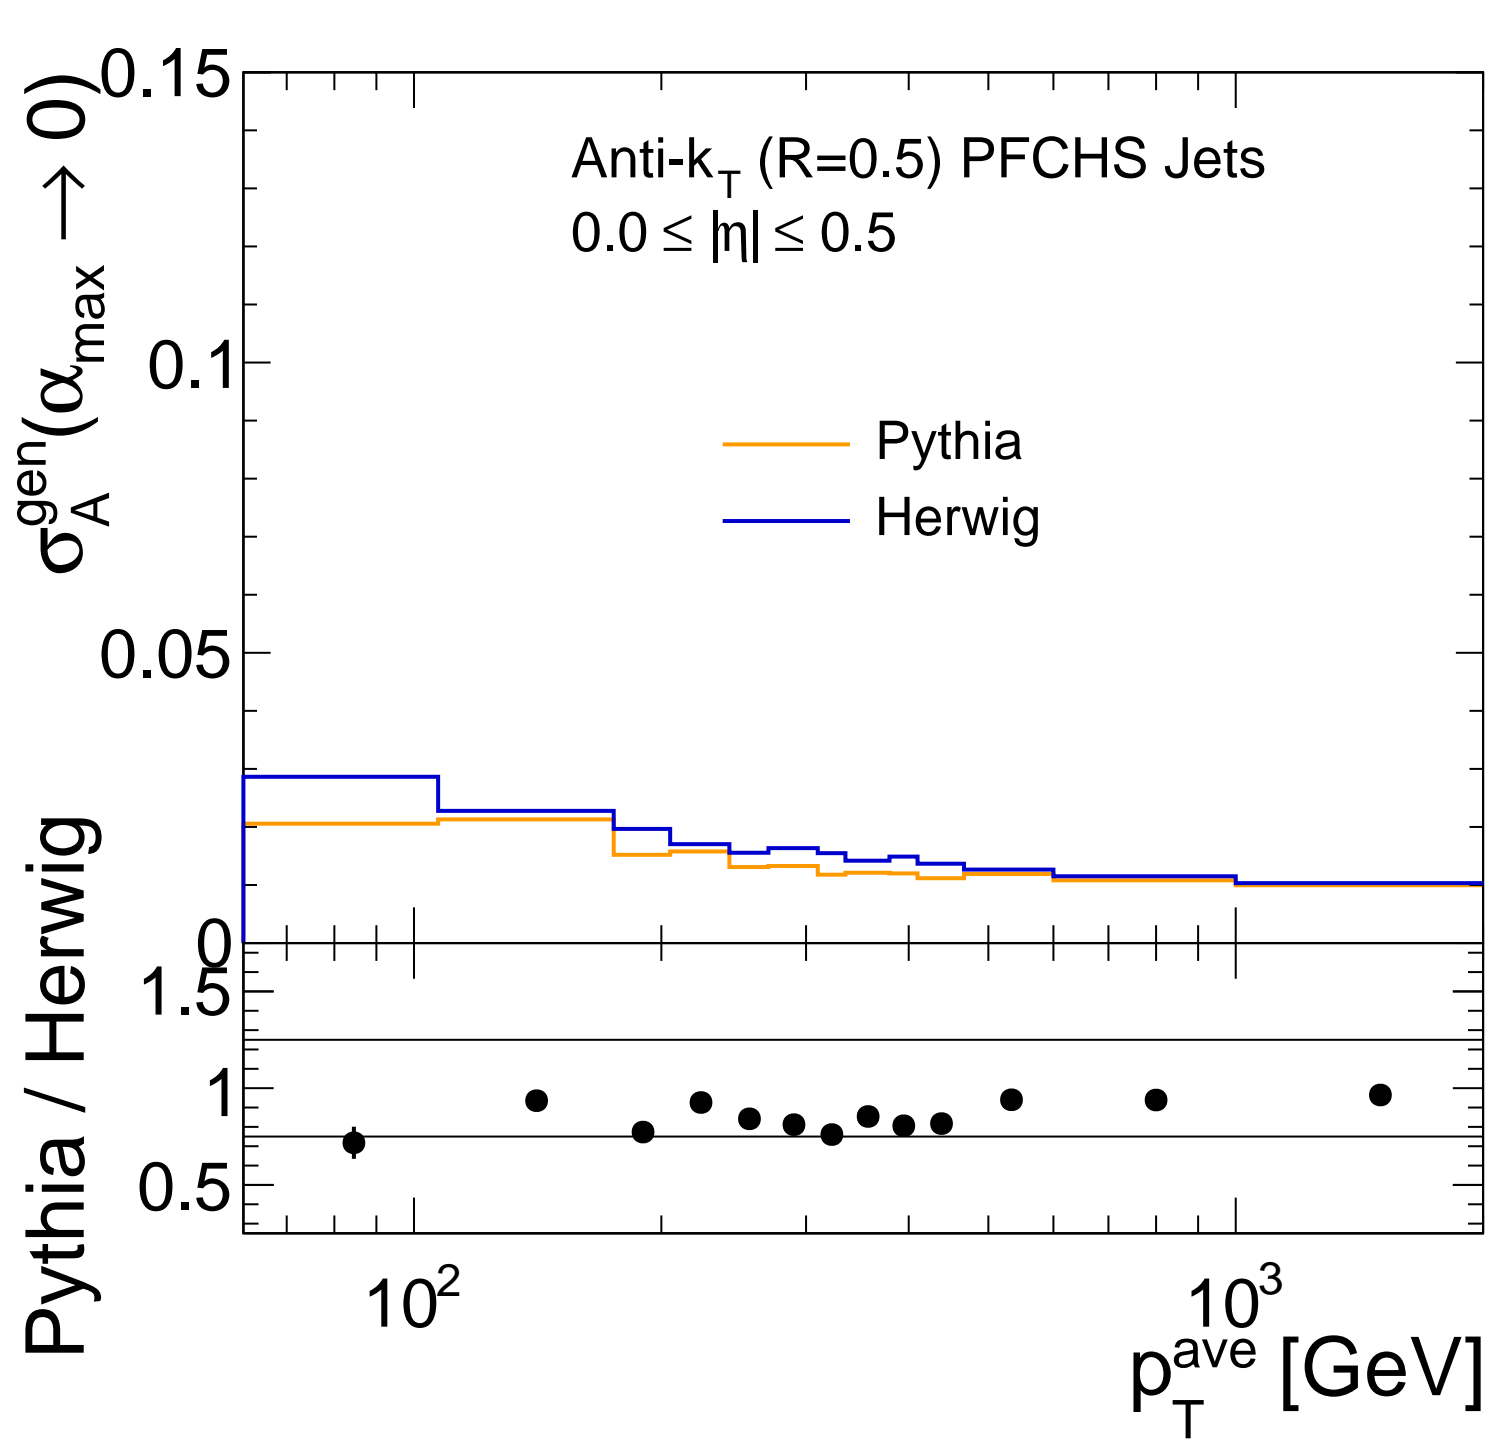 0.15
Anti-k_T (R=0.5) PFCHS Jets
0.0 ≤ |η| ≤ 0.5
σ_A^gen(α_max → 0)
0.1
Pythia
Herwig
0.05
0
1.5
1
0.5
Pythia / Herwig
10^2
10^3
p_T^ave [GeV]